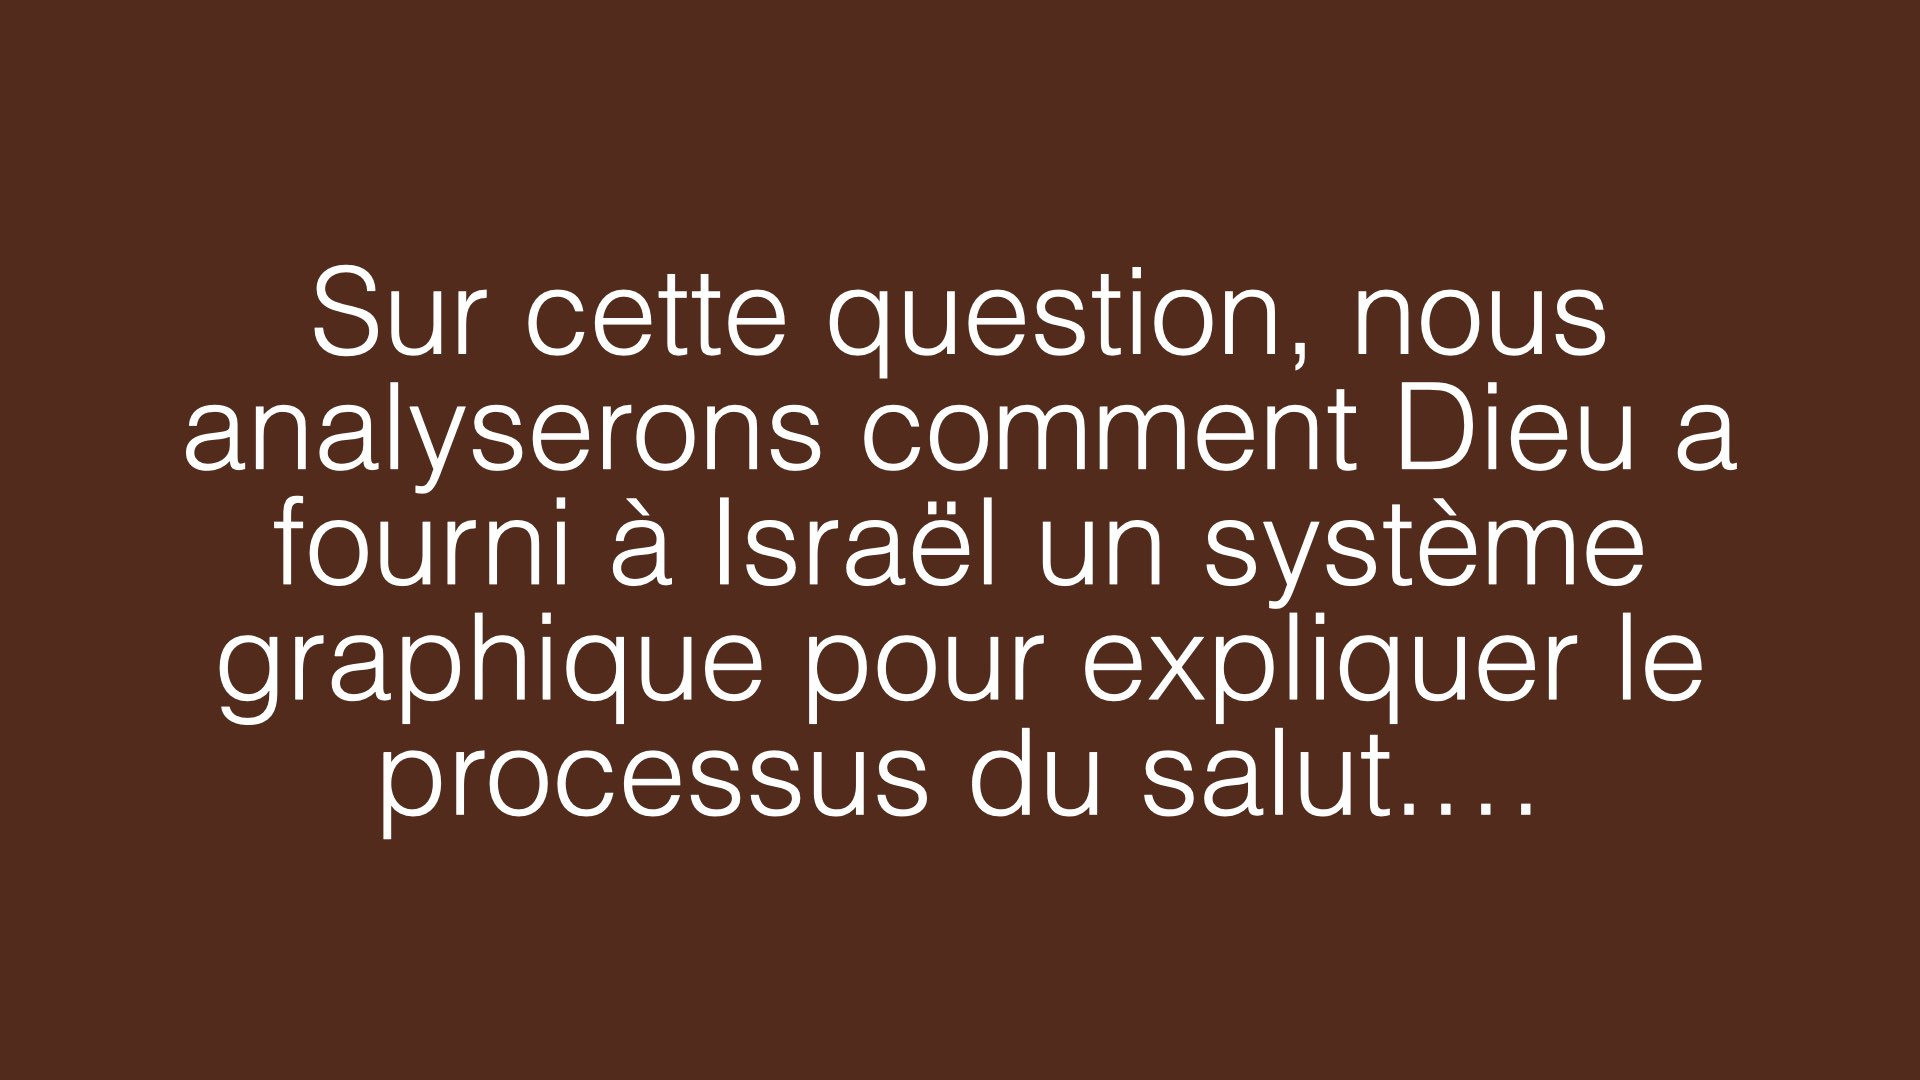 Sur cette question, nous
analyserons comment Dieu a
fourni à Israël un système
graphique pour expliquer le
processus du salut....